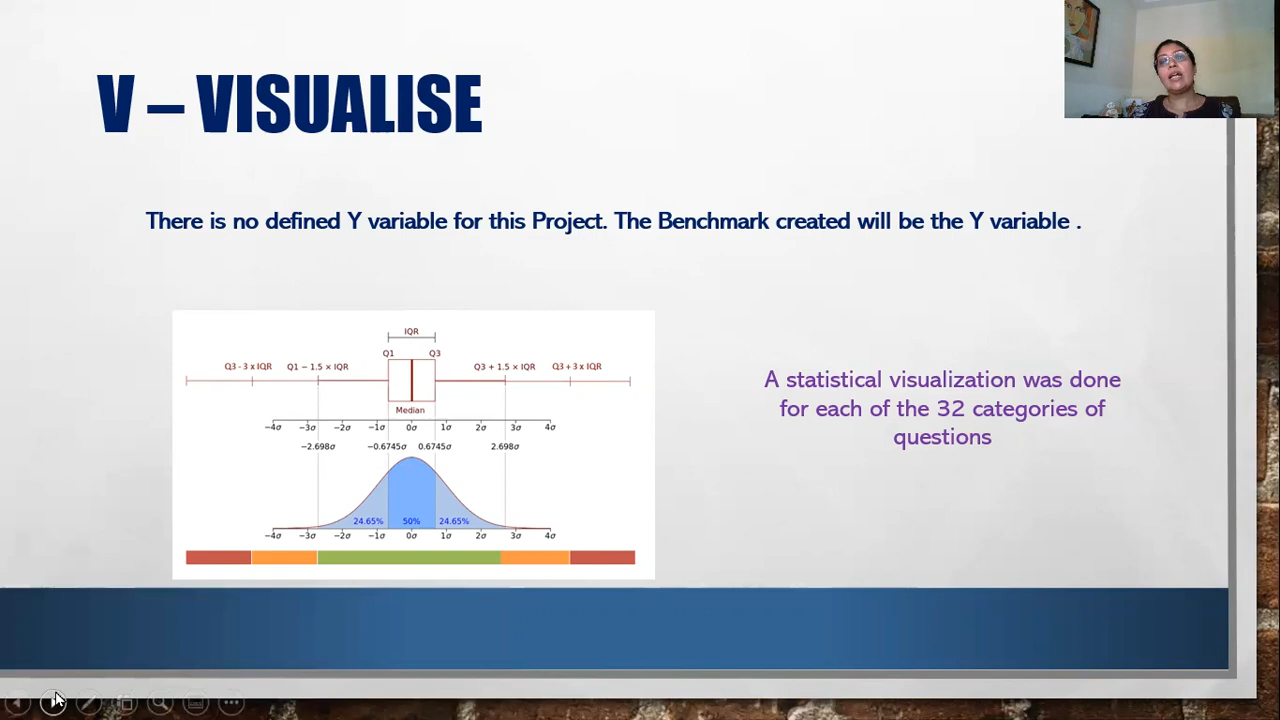 V – VISUALISE
There is no defined Y variable for this Project. The Benchmark created will be the Y variable .
IQR
Q1 Q3
Q3 - 3 x IQR Q1 − 1.5 × IQR Q3 + 1.5 × IQR Q3 + 3 x IQR
Median
−4σ −3σ −2σ −1σ 0σ 1σ 2σ 3σ 4σ
−2.698σ −0.6745σ 0.6745σ 2.698σ
24.65% 50% 24.65%
−4σ −3σ −2σ −1σ 0σ 1σ 2σ 3σ 4σ
A statistical visualization was done
for each of the 32 categories of
questions